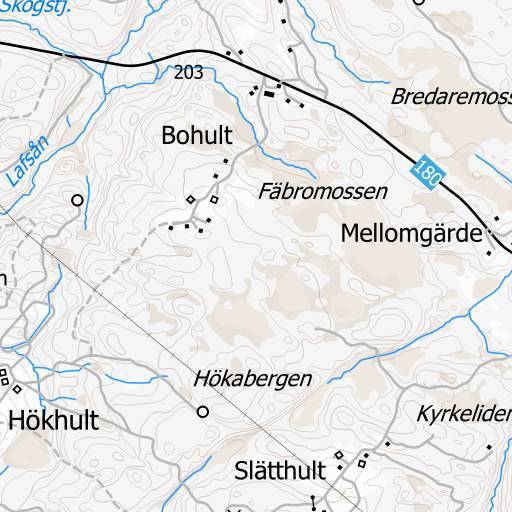 Skogstj.
203
Bredaremoss
Bohult
Lafsån
180
Fäbromossen
Mellomgärde
n
Hökabergen
Hökhult
Kyrkeliden
Slätthult